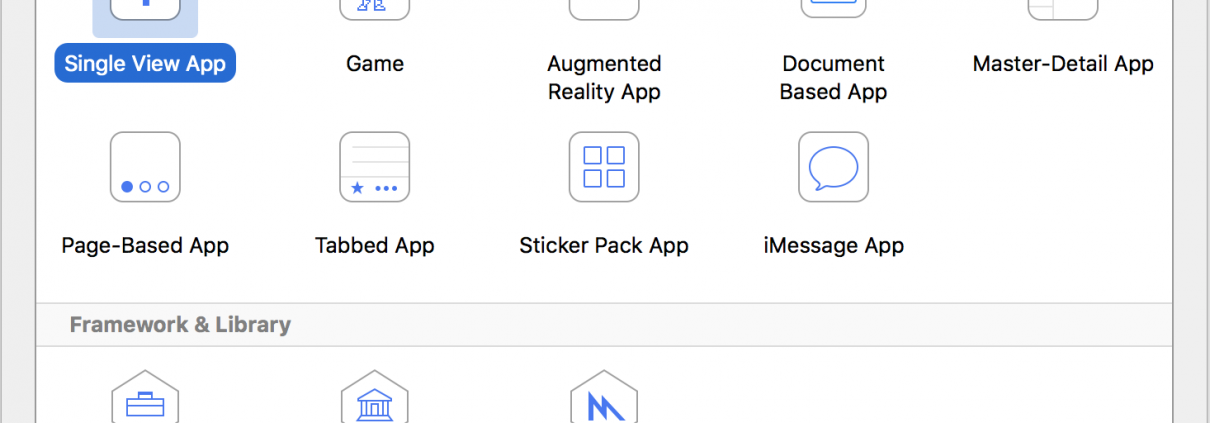 Single View App
Game
Augmented
Reality App
Document
Based App
Master-Detail App
Page-Based App
Tabbed App
Sticker Pack App
iMessage App
Framework & Library